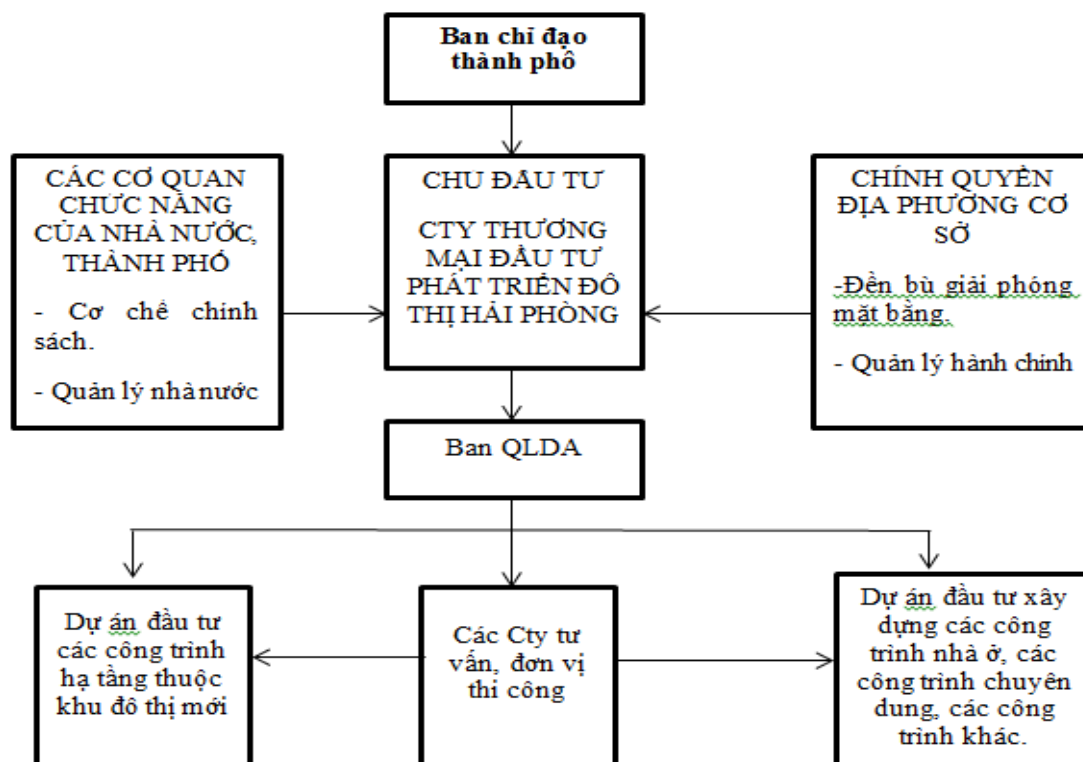 Ban chỉ đạo
thành phố
CÁC CƠ QUAN
CHỨC NĂNG
CỦA NHÀ NƯỚC,
THÀNH PHỐ
- Cơ chế chính
sách.
- Quản lý nhà nước
CHỦ ĐẦU TƯ
CTY THƯƠNG
MẠI ĐẦU TƯ
PHÁT TRIỂN ĐÔ
THỊ HẢI PHÒNG
CHÍNH QUYỀN
ĐỊA PHƯƠNG CƠ
SỞ
-Đền bù giải phóng
mặt bằng.
- Quản lý hành chính
Ban QLDA
Dự án đầu tư
các công trình
hạ tầng thuộc
khu đô thị mới
Các Cty tư
vấn, đơn vị
thi công
Dự án đầu tư xây
dựng các công
trình nhà ở, các
công trình chuyên
dung, các công
trình khác.